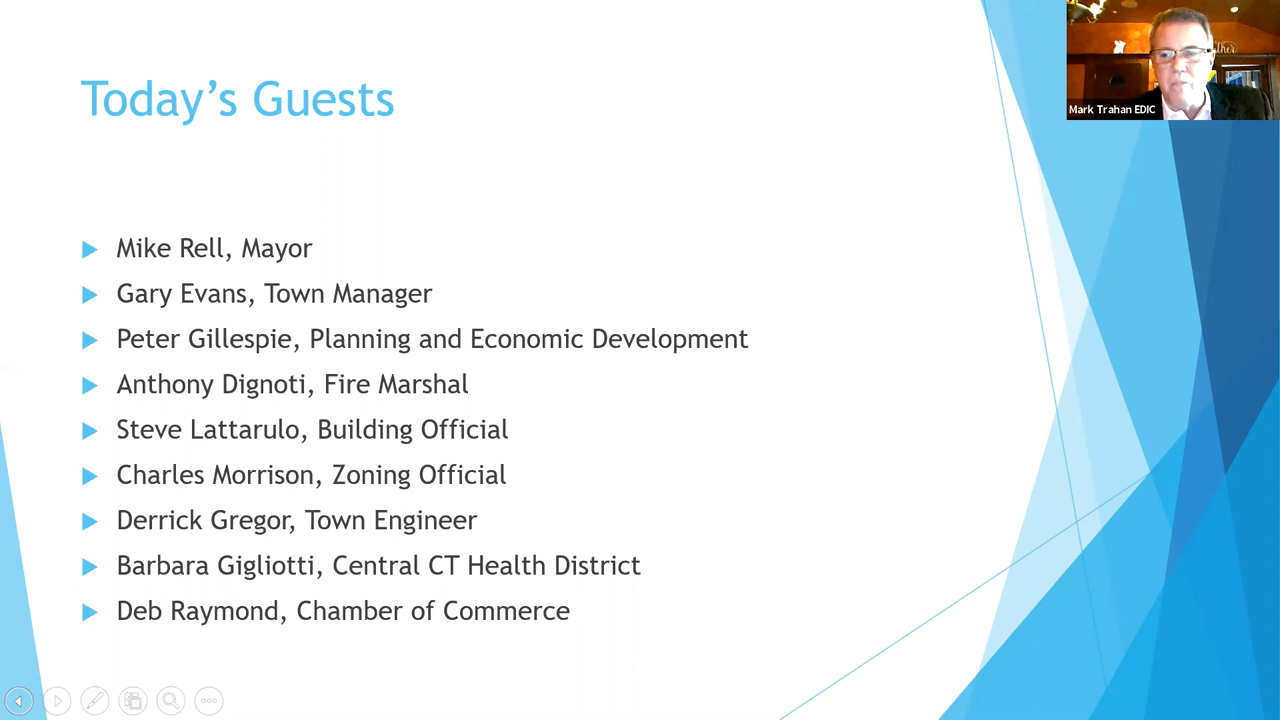 Today's Guests
Mark Trahan EDIC
Mike Rell, Mayor
Gary Evans, Town Manager
Peter Gillespie, Planning and Economic Development
Anthony Dignoti, Fire Marshal
Steve Lattarulo, Building Official
Charles Morrison, Zoning Official
Derrick Gregor, Town Engineer
Barbara Gigliotti, Central CT Health District
Deb Raymond, Chamber of Commerce